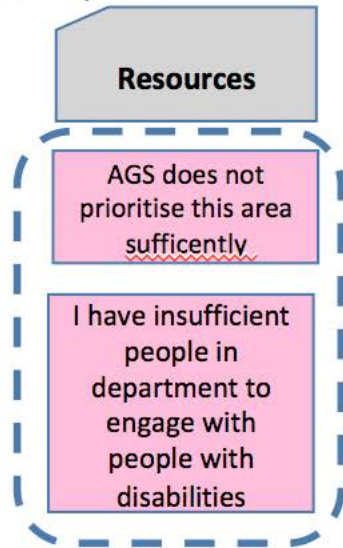 Resources
AGS does not
prioritise this area
sufficently
I have insufficient
people in
department to
engage with
people with
disabilities